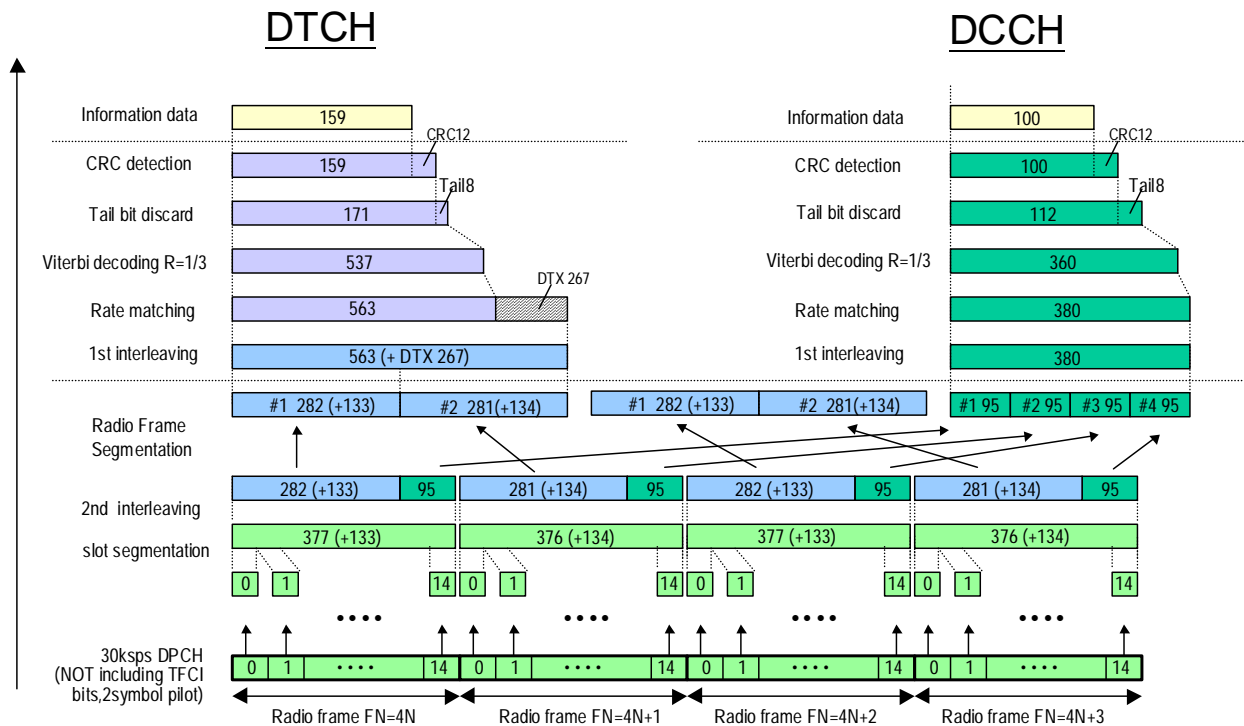 DTCH
DCCH
Information data
159
Information data
100
CRC12
CRC12
CRC detection
159
CRC detection
100
Tail8
Tail8
Tail bit discard
171
Tail bit discard
112
Viterbi decoding R=1/3
537
Viterbi decoding R=1/3
360
DTX 267
Rate matching
563
Rate matching
380
1st interleaving
563 (+ DTX 267)
1st interleaving
380
#1 282 (+133)
#2 281(+134)
#1 282 (+133)
#2 281(+134)
#1 95
#2 95
#3 95
#4 95
Radio Frame
Segmentation
282 (+133)
95
281 (+134)
95
282 (+133)
95
281 (+134)
95
2nd interleaving
377 (+133)
376 (+134)
377 (+133)
376 (+134)
slot segmentation
0
1
14
0
1
14
0
1
14
0
1
14
• • • •
• • • •
• • • •
• • • •
30ksps DPCH
(NOT including TFCI
bits,2symbol pilot)
0
1
• • • •
14
0
1
• • • •
14
0
1
• • • •
14
0
1
• • • •
14
Radio frame FN=4N
Radio frame FN=4N+1
Radio frame FN=4N+2
Radio frame FN=4N+3